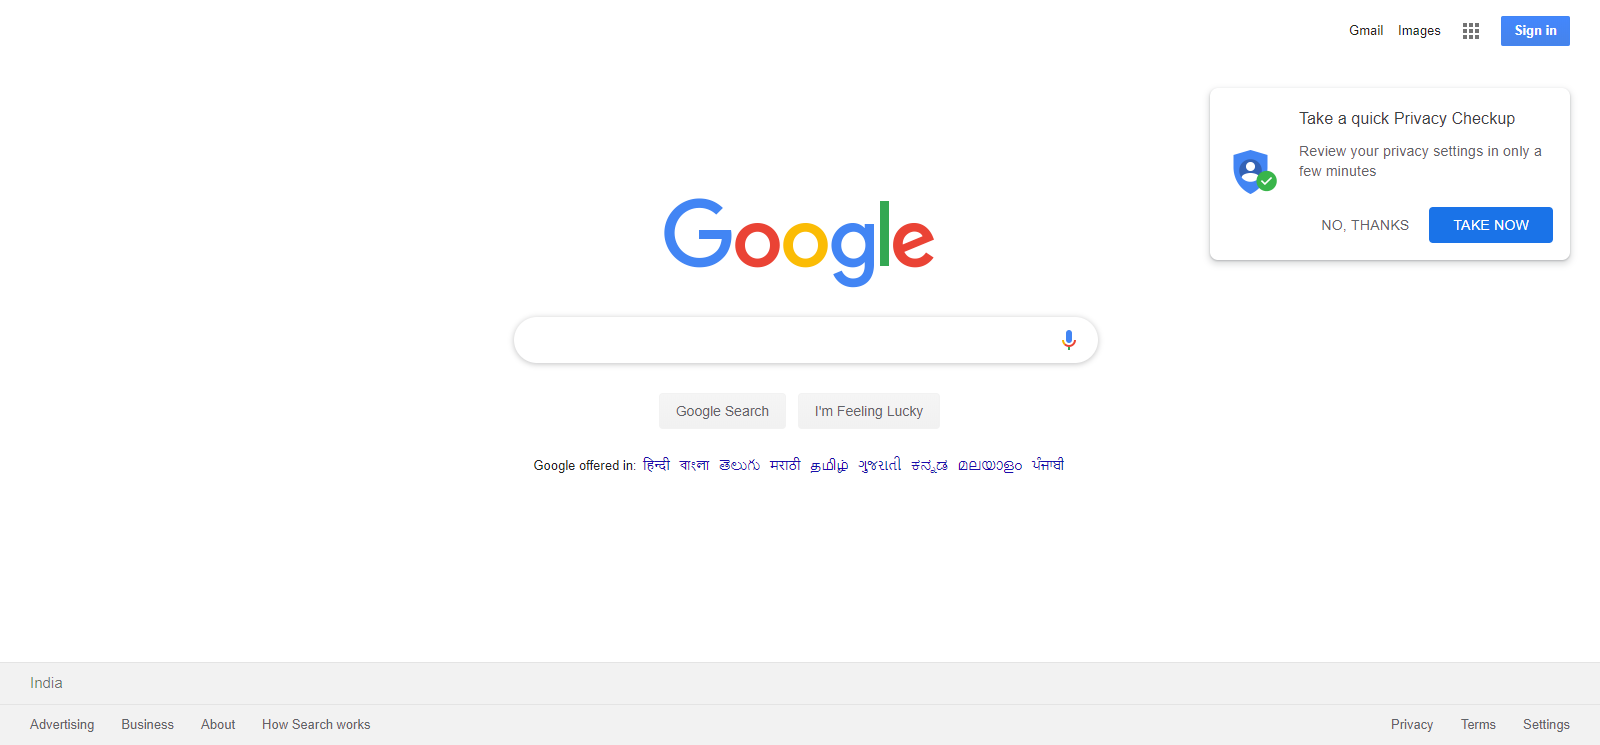 Gmail Images Sign in
Take a quick Privacy Checkup
Review your privacy settings in only a
few minutes
NO, THANKS TAKE NOW
Google
Google Search I'm Feeling Lucky
Google offered in: हिन्दी বাংলা తెలుగు मराठी தமிழ் ગુજરાતી ಕನ್ನಡ മലയാളം ਪੰਜਾਬੀ
India
Advertising Business About How Search works Privacy Terms Settings